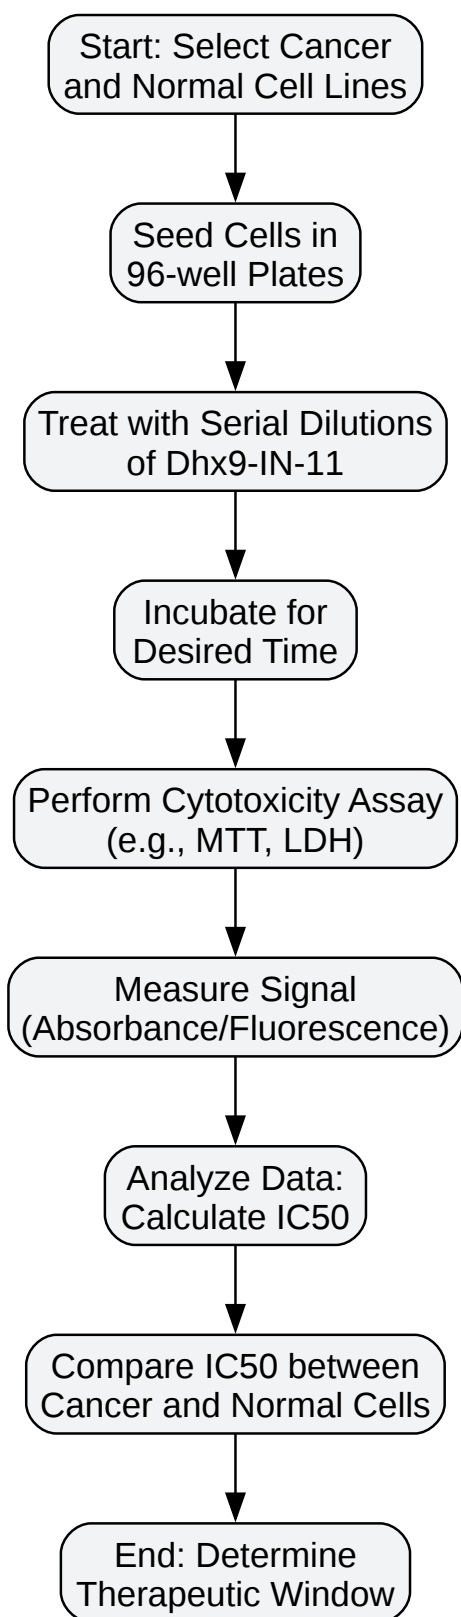 Start: Select Cancer
and Normal Cell Lines
Seed Cells in
96-well Plates
Treat with Serial Dilutions
of Dhx9-IN-11
Incubate for
Desired Time
Perform Cytotoxicity Assay
(e.g., MTT, LDH)
Measure Signal
(Absorbance/Fluorescence)
Analyze Data:
Calculate IC50
Compare IC50 between
Cancer and Normal Cells
End: Determine
Therapeutic Window